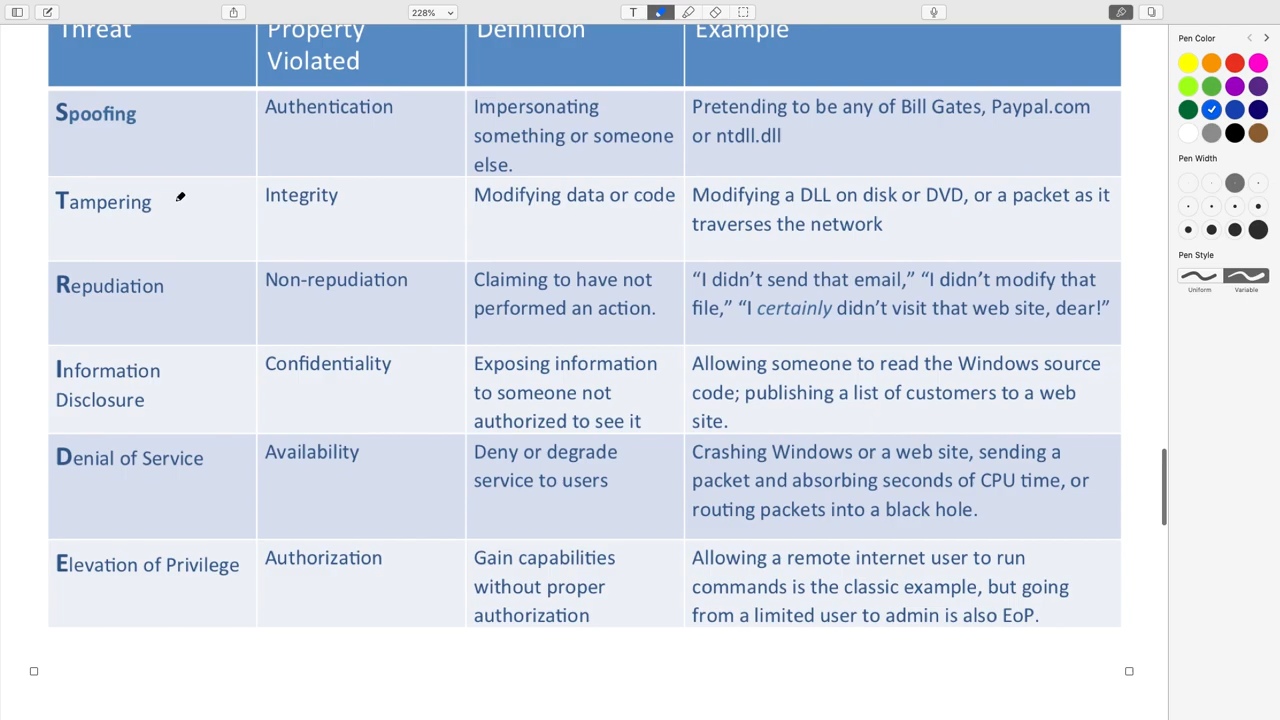 228%
T
Threat
Property
Violated
Definition
Example
Spoofing
Authentication
Impersonating
something or someone
else.
Pretending to be any of Bill Gates, Paypal.com
or ntdll.dll
Tampering
Integrity
Modifying data or code
Modifying a DLL on disk or DVD, or a packet as it
traverses the network
Repudiation
Non-repudiation
Claiming to have not
performed an action.
“I didn’t send that email,” “I didn’t modify that
file,” “I certainly didn’t visit that web site, dear!”
Information
Disclosure
Confidentiality
Exposing information
to someone not
authorized to see it
Allowing someone to read the Windows source
code; publishing a list of customers to a web
site.
Denial of Service
Availability
Deny or degrade
service to users
Crashing Windows or a web site, sending a
packet and absorbing seconds of CPU time, or
routing packets into a black hole.
Elevation of Privilege
Authorization
Gain capabilities
without proper
authorization
Allowing a remote internet user to run
commands is the classic example, but going
from a limited user to admin is also EoP.
Pen Color
Pen Width
Pen Style
Uniform
Variable